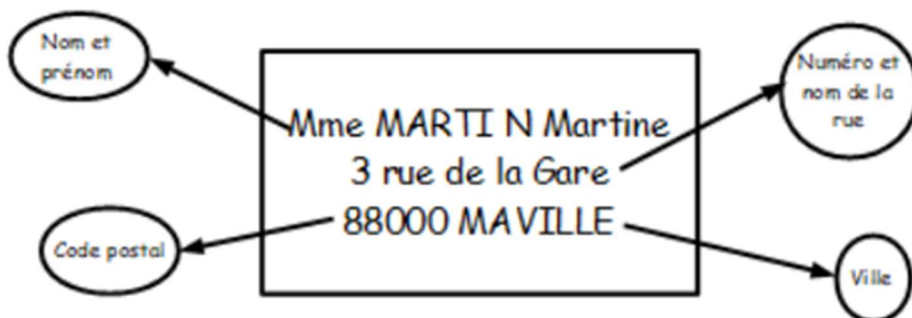 Nom et
prénom
Numéro et
nom de la
rue
Mme MARTI N Martine
3 rue de la Gare
88000 MAVILLE
Code postal
Ville